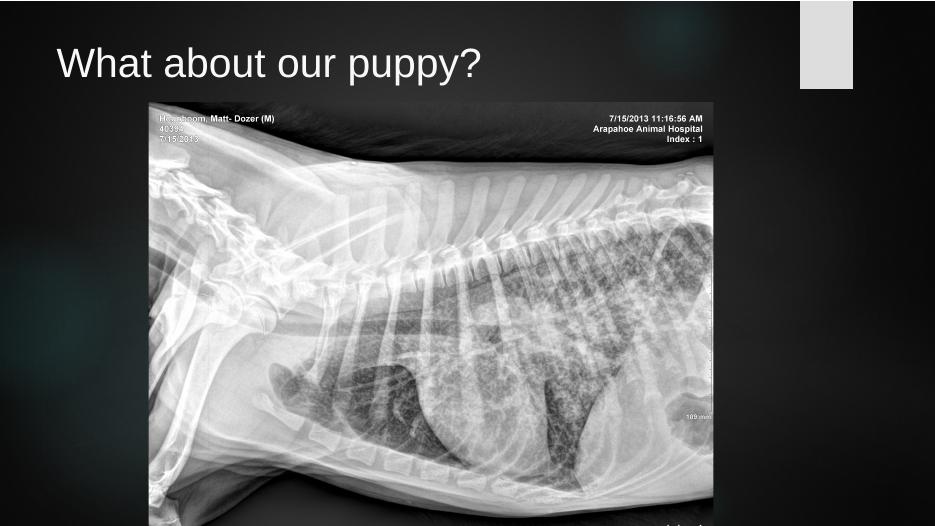 What about our puppy?
Matt- Dozer (M)
7/15/2013
7/15/2013 11:16:56 AM
Arapahoe Animal Hospital
Index : 1
109 mm